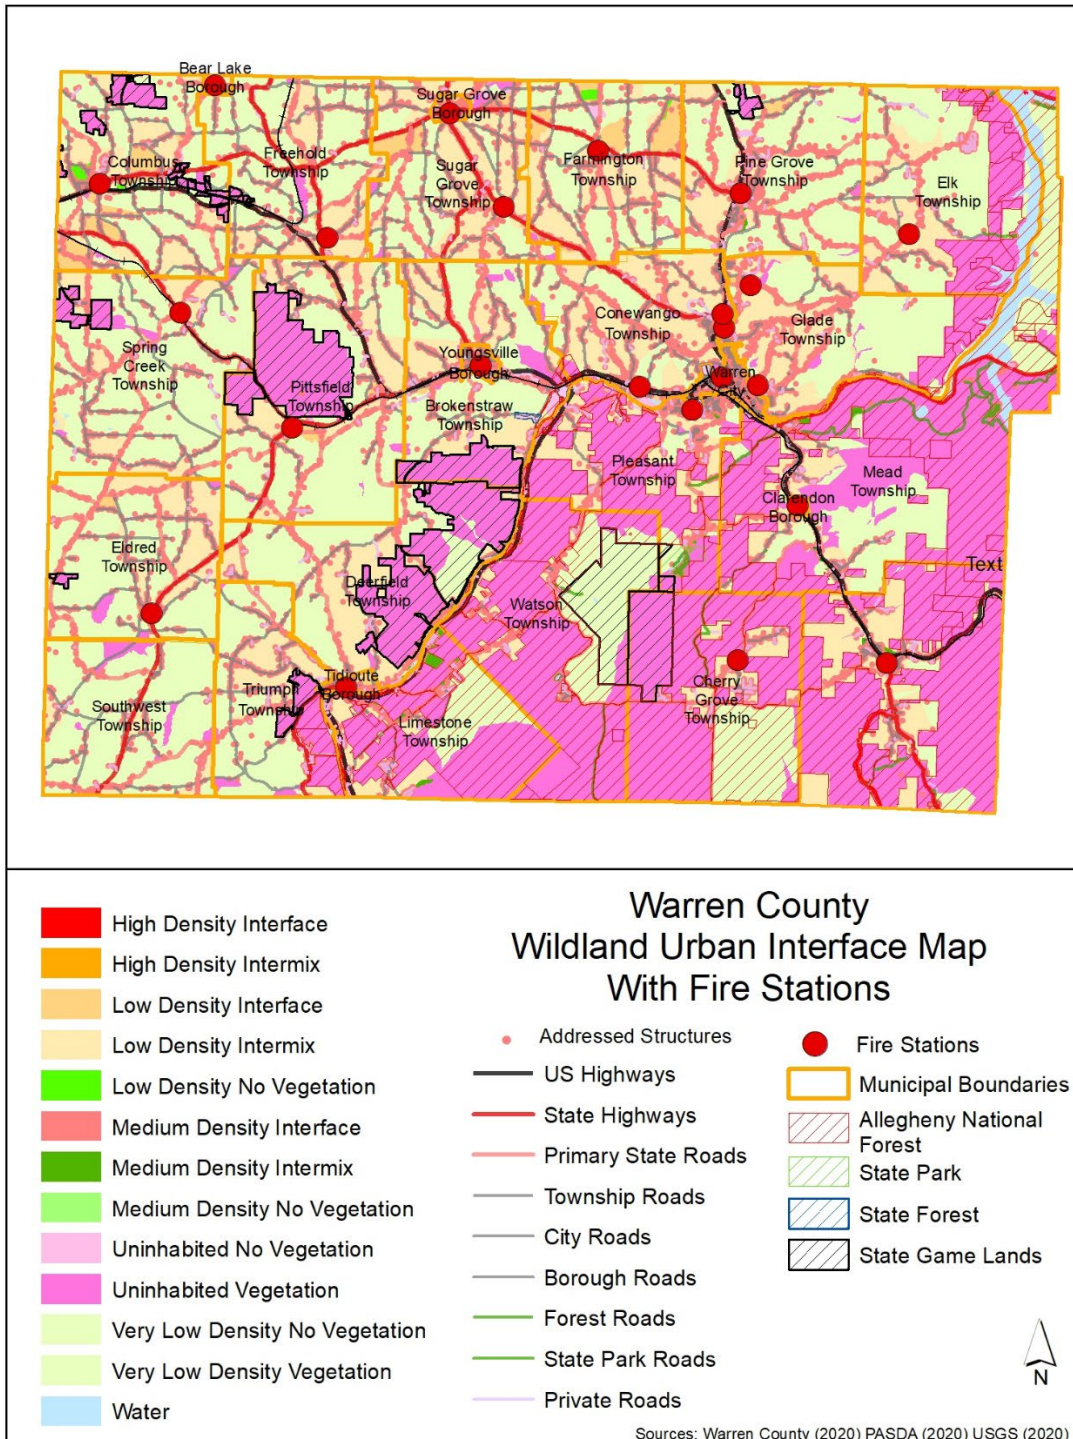 Bear Lake
Borough
Sugar Grove
Borough
Columbus
Township
Freehold
Township
Sugar
Grove
Township
Farmington
Township
Pine Grove
Township
Elk
Township
Spring
Creek
Township
Pittsfield
Township
Youngsville
Borough
Brokenstraw
Township
Conewango
Township
Glade
Township
Warren
City
Pleasant
Township
Mead
Township
Clarendon
Borough
Eldred
Township
Deerfield
Township
Watson
Township
Text
Southwest
Township
Triumph
Township
Tidioute
Borough
Limestone
Township
Cherry
Grove
Township
Warren County
Wildland Urban Interface Map
With Fire Stations
High Density Interface
High Density Intermix
Low Density Interface
Low Density Intermix
Low Density No Vegetation
Medium Density Interface
Medium Density Intermix
Medium Density No Vegetation
Uninhabited No Vegetation
Uninhabited Vegetation
Very Low Density No Vegetation
Very Low Density Vegetation
Water
Addressed Structures
US Highways
State Highways
Primary State Roads
Township Roads
City Roads
Borough Roads
Forest Roads
State Park Roads
Private Roads
Fire Stations
Municipal Boundaries
Allegheny National
Forest
State Park
State Forest
State Game Lands
N
Sources: Warren County (2020) PASDA (2020) USGS (2020)